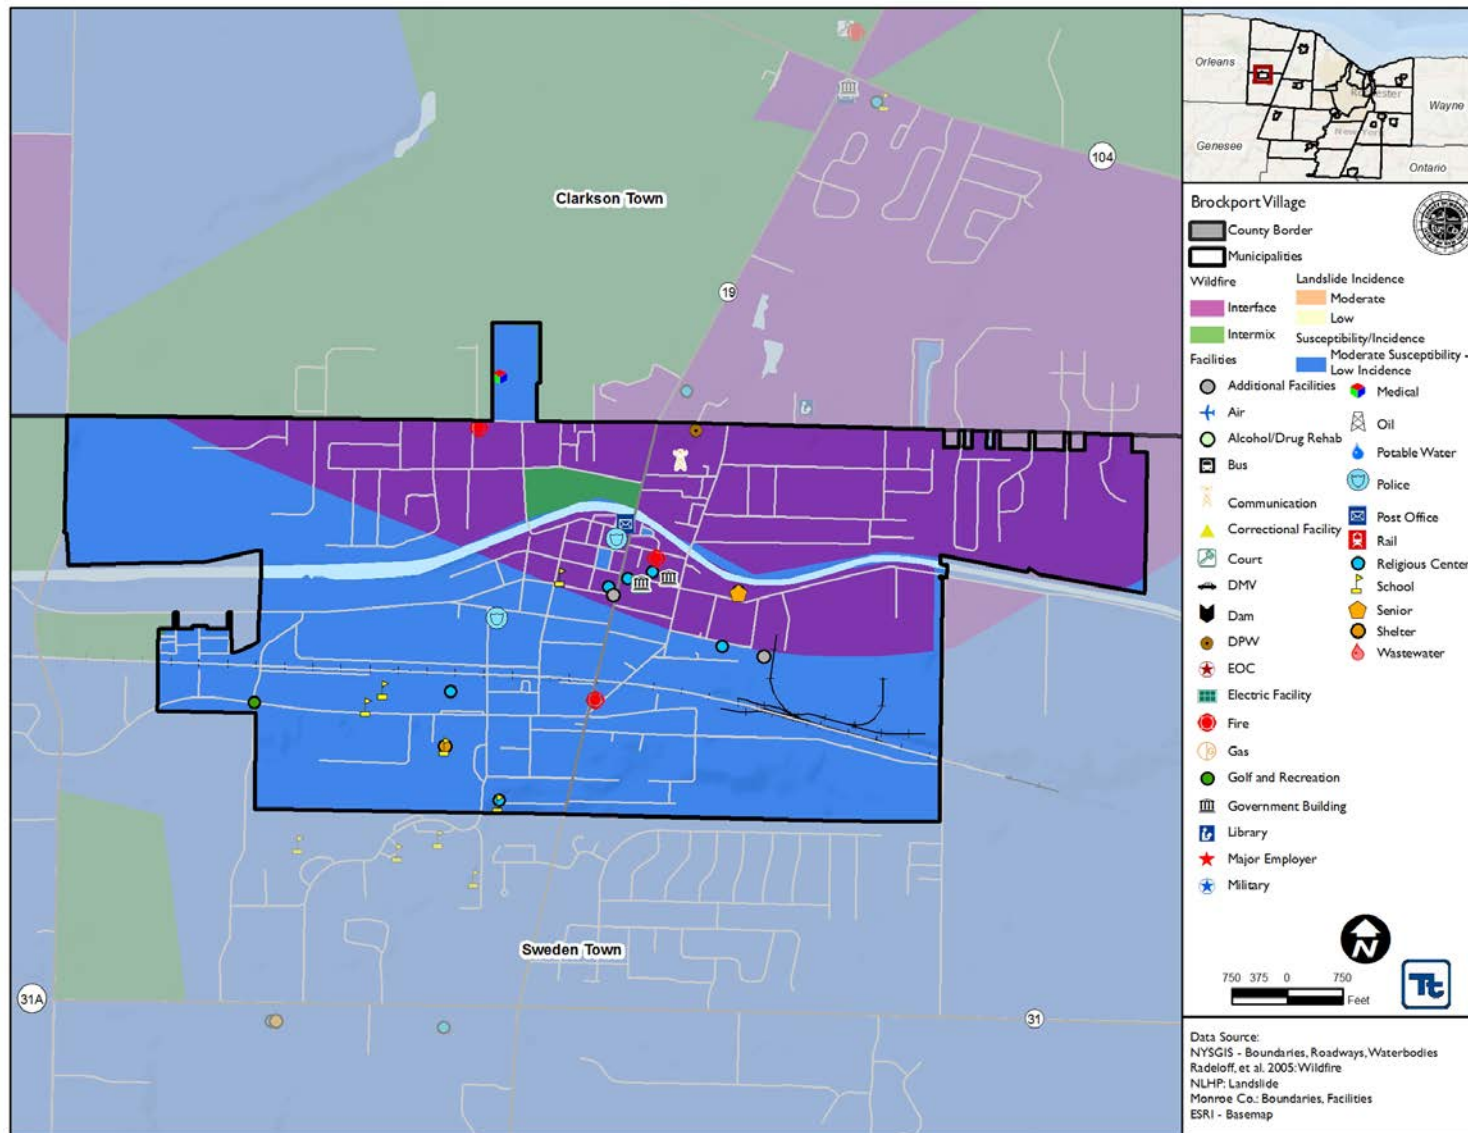 Clarkson Town
104
19
Sweden Town
31A
31
Orleans
Rochester
Wayne
New York
Genesee
Ontario
Brockport Village
County Border
Municipalities
Wildfire
Interface
Intermix
Landslide Incidence
Moderate
Low
Susceptibility/Incidence
Moderate Susceptibility -
Low Incidence
Facilities
Additional Facilities
Air
Alcohol/Drug Rehab
Bus
Communication
Correctional Facility
Court
DMV
Dam
DPW
EOC
Electric Facility
Fire
Gas
Golf and Recreation
Government Building
Library
Major Employer
Military
Medical
Oil
Potable Water
Police
Post Office
Rail
Religious Center
School
Senior
Shelter
Wastewater
N
750 375 0 750
Feet
Tt
Data Source:
NYSGIS - Boundaries, Roadways, Waterbodies
Radeloff, et al. 2005: Wildfire
NLHP: Landslide
Monroe Co.: Boundaries, Facilities
ESRI - Basemap